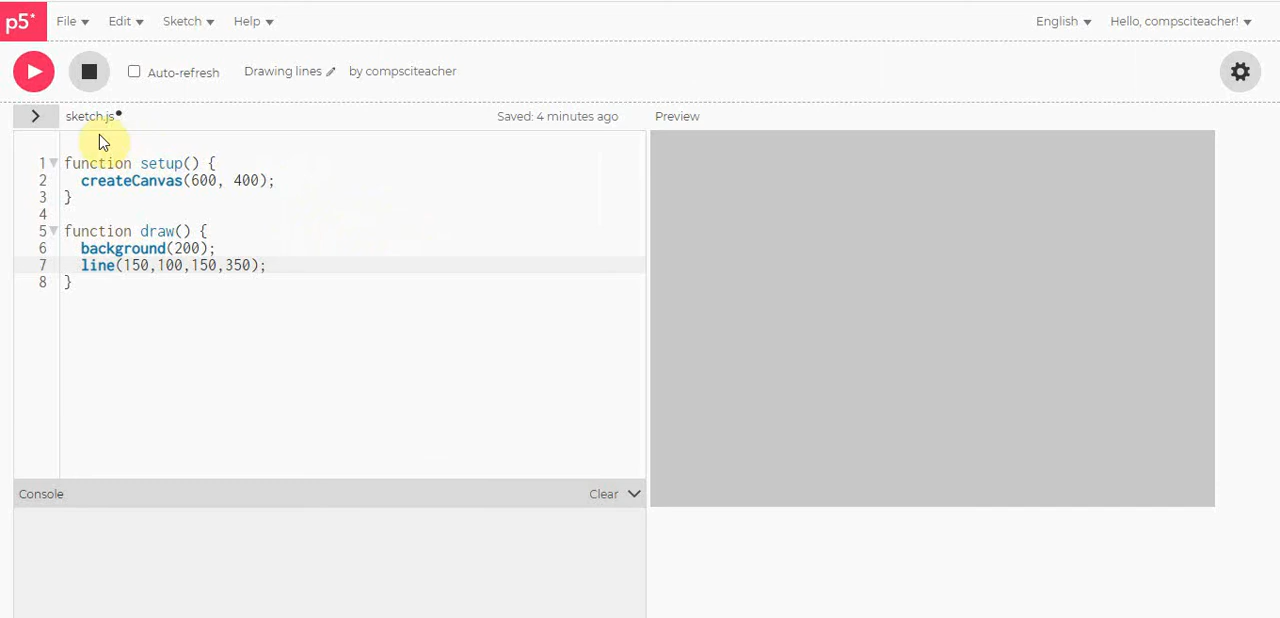 p5* File Edit Sketch Help English Hello, compsciteacher!
Auto-refresh Drawing lines by compsciteacher
sketch.js Saved: 4 minutes ago Preview
1 function setup() {
2 createCanvas(600, 400);
3 }
4
5 function draw() {
6 background(200);
7 line(150,100,150,350);
8 }
Console Clear